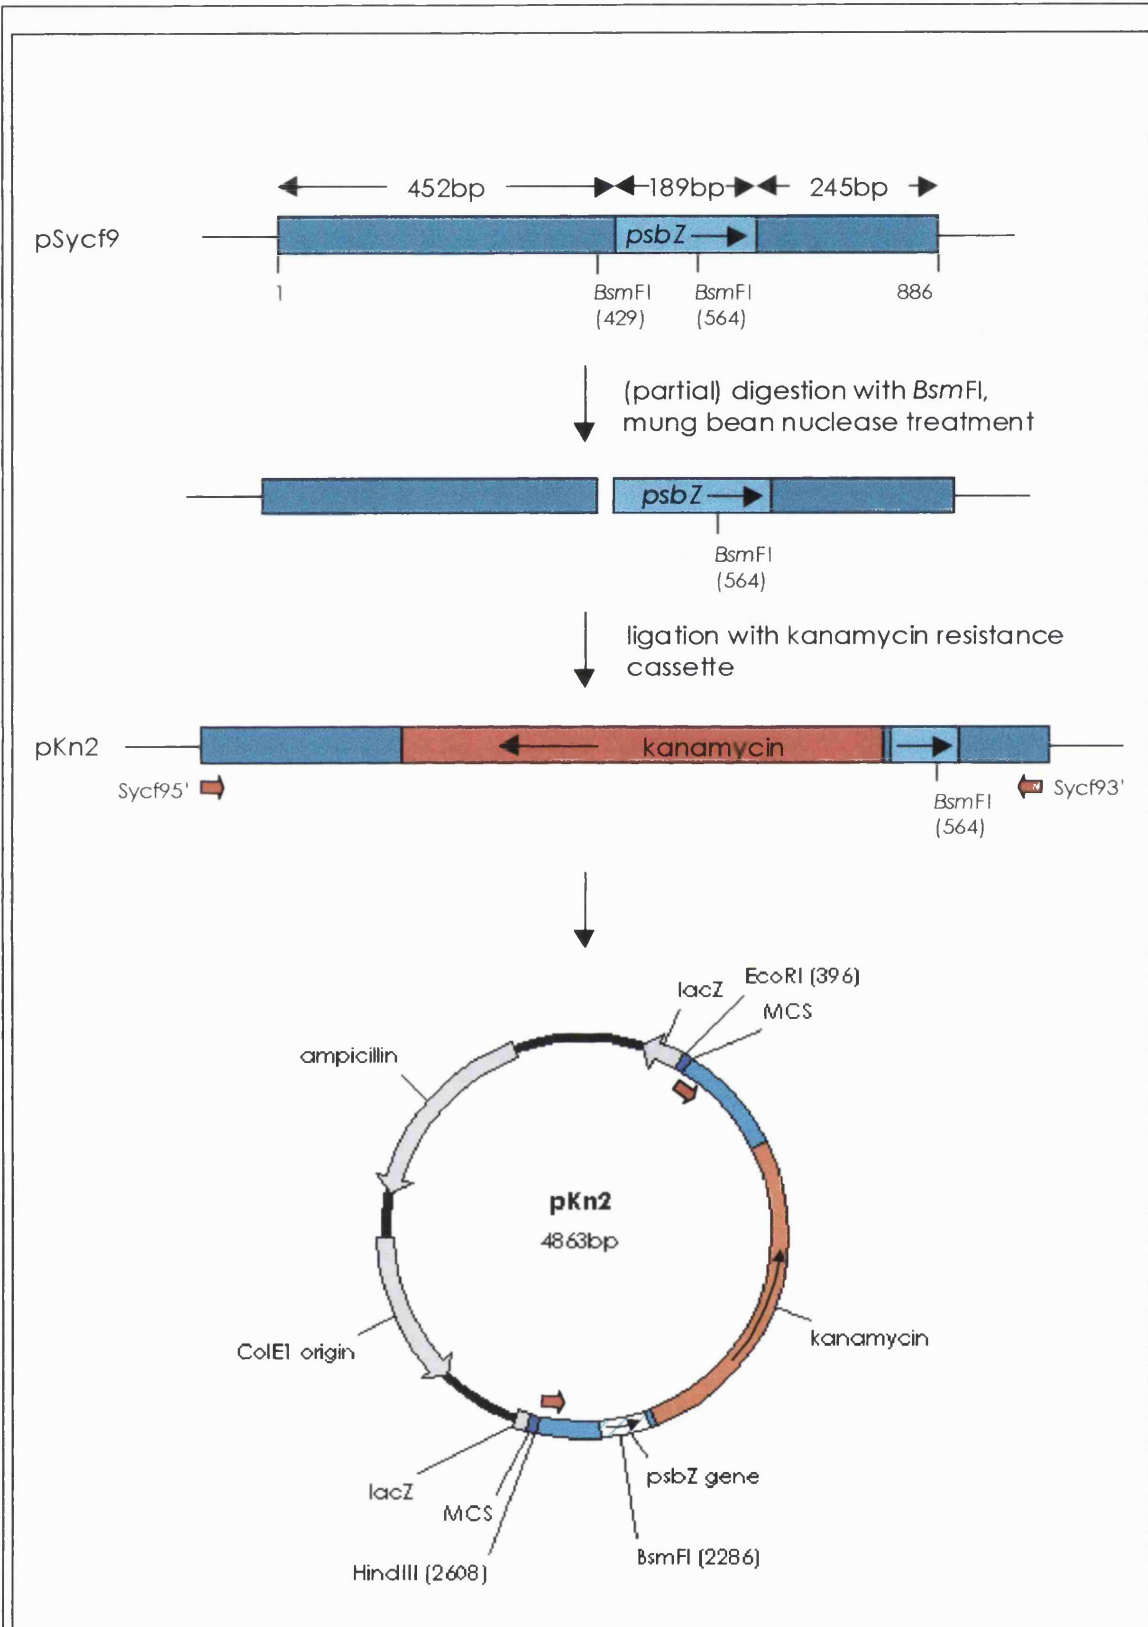 452bp
189bp
245bp
pSycf9
psbZ
1
BsmFI
(429)
BsmFI
(564)
886
(partial) digestion with BsmFI,
mung bean nuclease treatment
psbZ
BsmFI
(564)
ligation with kanamycin resistance
cassette
pKn2
kanamycin
Sycf95'
Sycf93'
BsmFI
(564)
lacZ
EcoRI (396)
MCS
ampicillin
pKn2
4863bp
kanamycin
ColE1 origin
lacZ
MCS
HindIII (2608)
psbZ gene
BsmFI (2286)